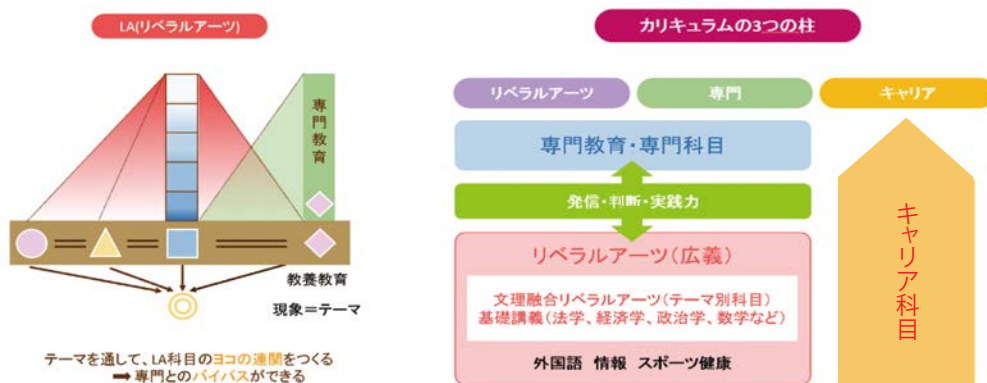 LA(リベラルアーツ)
専門教育
教養教育
現象=テーマ
テーマを通して、LA科目のヨコの連関をつくる
➡ 専門とのバイパスができる
カリキュラムの3つの柱
リベラルアーツ
専門
キャリア
専門教育・専門科目
発信・判断・実践力
リベラルアーツ(広義)
文理融合リベラルアーツ(テーマ別科目)
基礎講義(法学、経済学、政治学、数学など)
外国語 情報 スポーツ健康
キャリア科目